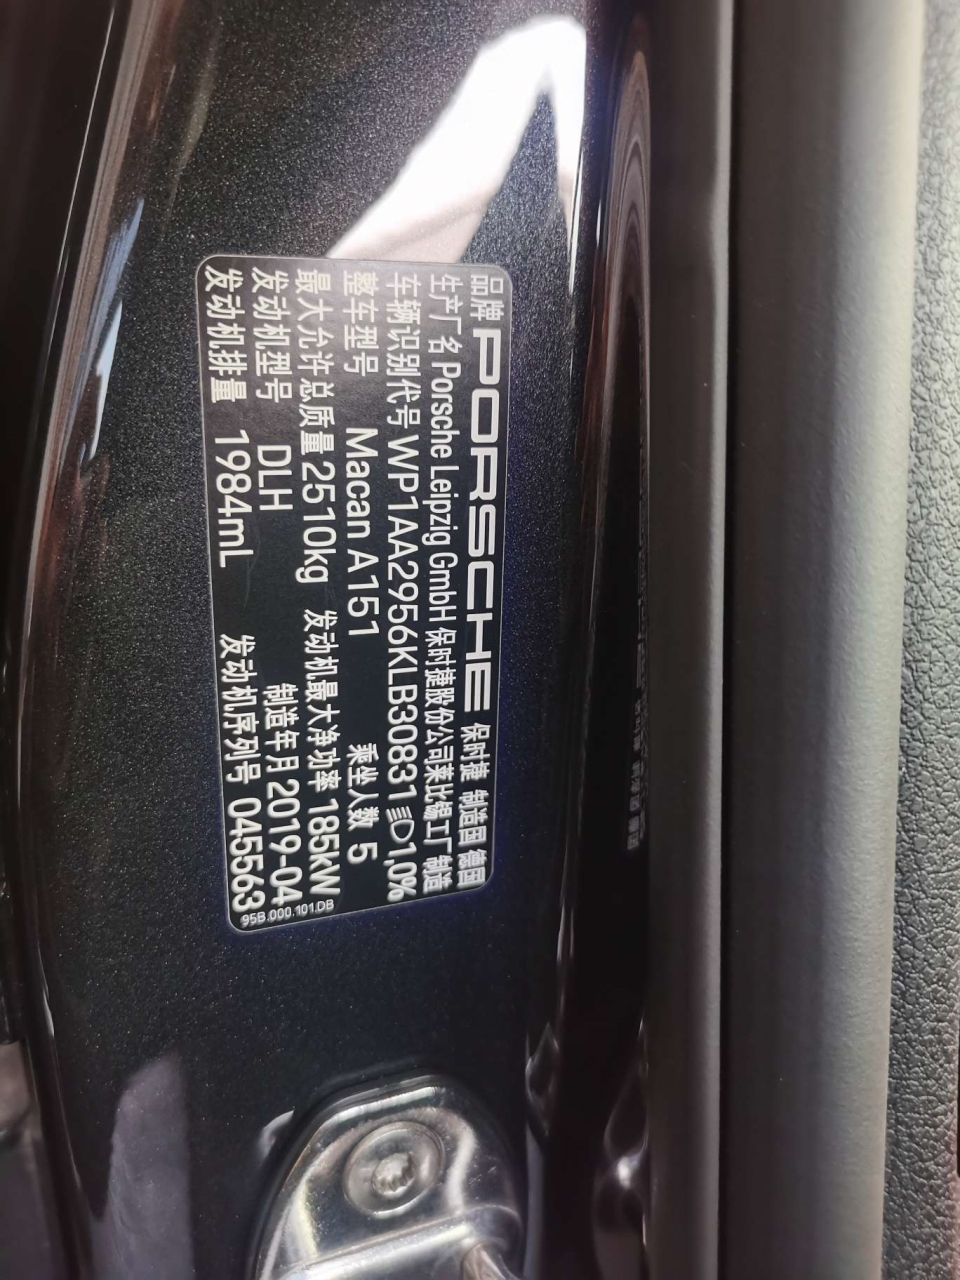 品牌 PORSCHE 保时捷 制造国 德国
生产厂名 Porsche Leipzig GmbH 保时捷股份公司莱比锡工厂 制造
车辆识别代号 WP1AA2956KLB30831 1,0%
整车型号 Macan A151 乘坐人数 5
最大允许总质量 2510kg 发动机最大净功率 185kW
发动机型号 DLH 制造年月 2019-04
发动机排量 1984mL 发动机序列号 045563
95B.000.101.DB